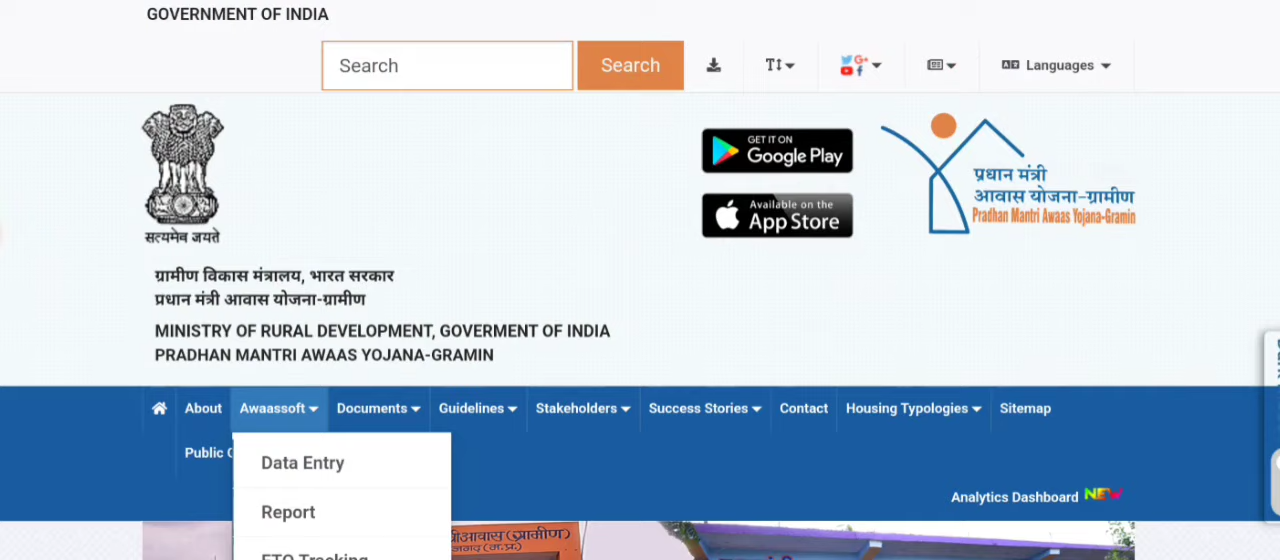 GOVERNMENT OF INDIA
Search
Search
Languages
सत्यमेव जयते
GET IT ON
Google Play
Available on the
App Store
प्रधान मंत्री
आवास योजना-ग्रामीण
Pradhan Mantri Awaas Yojana-Gramin
ग्रामीण विकास मंत्रालय, भारत सरकार
प्रधान मंत्री आवास योजना-ग्रामीण
MINISTRY OF RURAL DEVELOPMENT, GOVERMENT OF INDIA
PRADHAN MANTRI AWAAS YOJANA-GRAMIN
About Awaassoft Documents Guidelines Stakeholders Success Stories Contact Housing Typologies Sitemap
Public
Data Entry
Analytics Dashboard NEW
Report
FTO Tracking